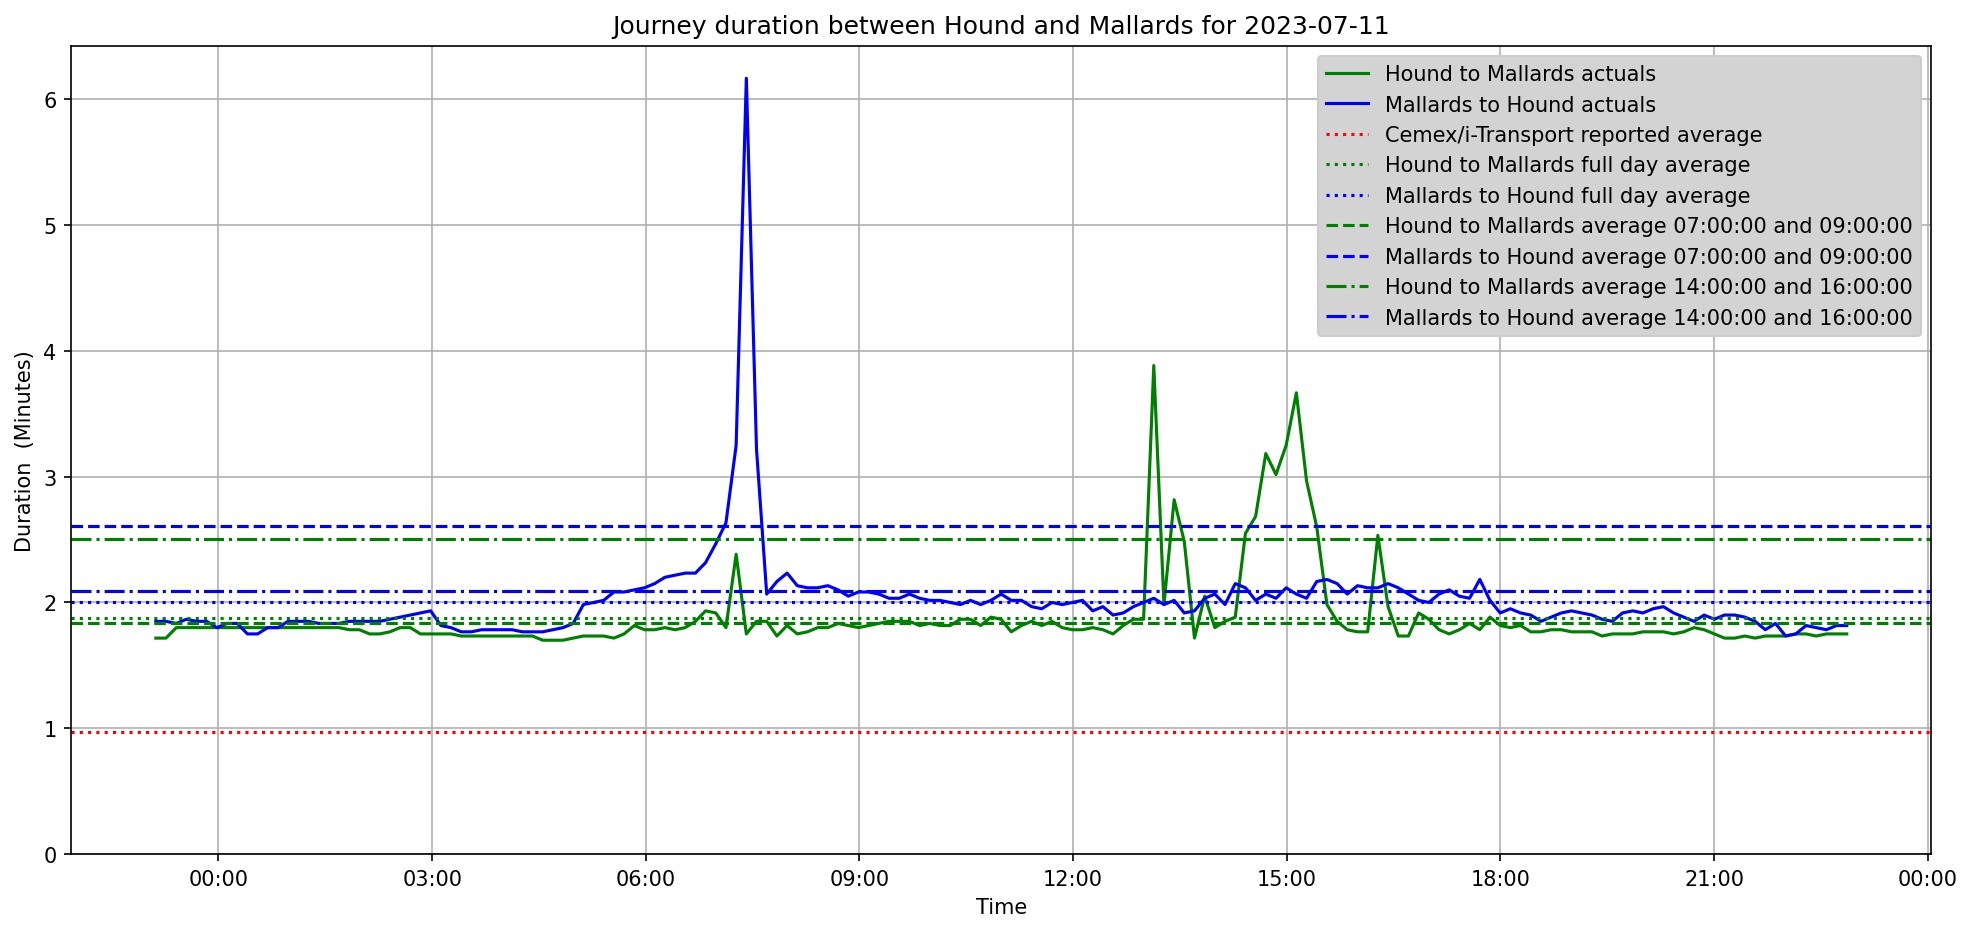 Journey duration between Hound and Mallards for 2023-07-11
Hound to Mallards actuals
Mallards to Hound actuals
Cemex/i-Transport reported average
Hound to Mallards full day average
Mallards to Hound full day average
Hound to Mallards average 07:00:00 and 09:00:00
Mallards to Hound average 07:00:00 and 09:00:00
Hound to Mallards average 14:00:00 and 16:00:00
Mallards to Hound average 14:00:00 and 16:00:00
Duration (Minutes)
6
5
4
3
2
1
0
00:00 03:00 06:00 09:00 12:00 15:00 18:00 21:00 00:00
Time